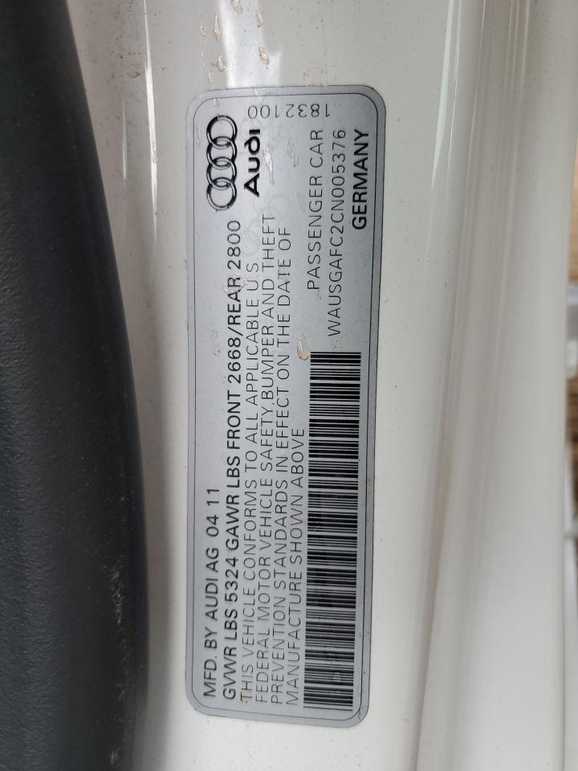 MFD. BY AUDI AG 04 11
GVWR LBS 5324 GAWR LBS FRONT 2668/REAR 2800
THIS VEHICLE CONFORMS TO ALL APPLICABLE U S
FEDERAL MOTOR VEHICLE SAFETY BUMPER AND THEFT
PREVENTION STANDARDS IN EFFECT ON THE DATE OF
MANUFACTURE SHOWN ABOVE
PASSENGER CAR
WAUSGAFC2CN005376
GERMANY
Audi
1832100